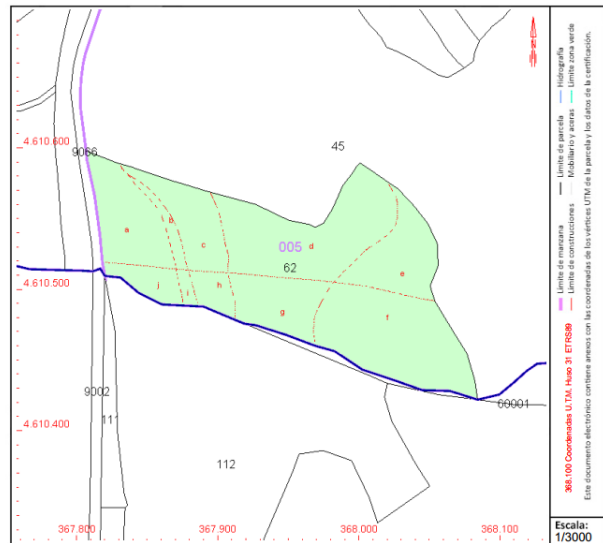 4.610.600
9066
45
a
b
c
005
d
62
e
4.610.500
j
i
h
g
f
9002
111
60001
4.610.400
112
367.800
367.900
368.000
368.100
Límite de manzana
Límite de parcela
Hidrografía
Límite de construcciones
Mobiliario y aceras
Límite zona verde
368.100 Coordenadas U.T.M. Huso 31 ETRS89
Este documento electrónico contiene anexos con las coordenadas de los vértices UTM de la parcela y los datos de la certificación.
Escala:
1/3000